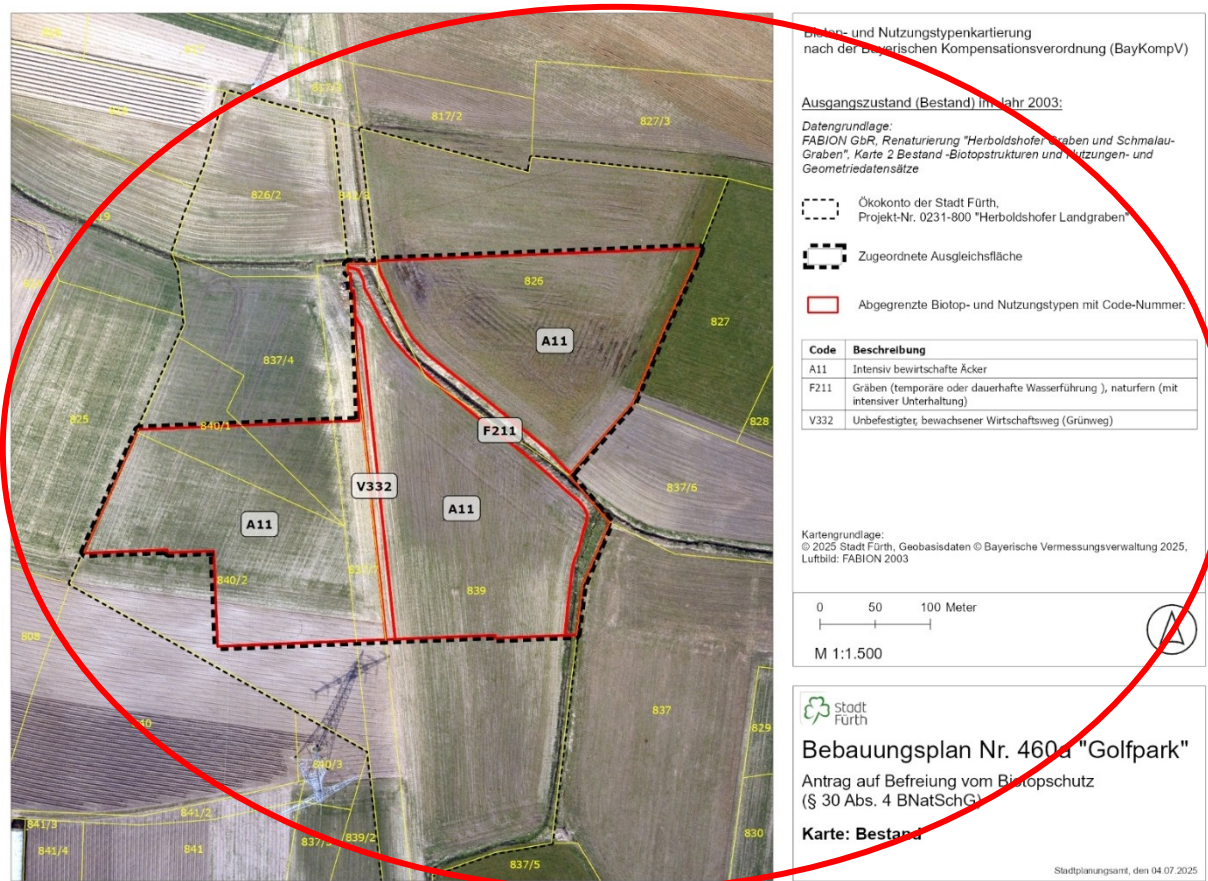 Biotop- und Nutzungstypenkartierung
nach der Bayerischen Kompensationsverordnung (BayKompV)
Ausgangszustand (Bestand) im Jahr 2003:
Datengrundlage:
FABION GbR, Renaturierung "Herboldshofer Graben und Schmalau-
Graben", Karte 2 Bestand -Biotopstrukturen und Nutzungen- und
Geometriedatensätze
Ökokonto der Stadt Fürth,
Projekt-Nr. 0231-800 "Herboldshofer Landgraben"
Zugeordnete Ausgleichsfläche
Abgegrenzte Biotop- und Nutzungstypen mit Code-Nummer:
Code Beschreibung
A11 Intensiv bewirtschafte Äcker
F211 Gräben (temporäre oder dauerhafte Wasserführung ), naturfern (mit
intensiver Unterhaltung)
V332 Unbefestigter, bewachsener Wirtschaftsweg (Grünweg)
Kartengrundlage:
© 2025 Stadt Fürth, Geobasisdaten © Bayerische Vermessungsverwaltung 2025,
Luftbild: FABION 2003
0 50 100 Meter
M 1:1.500
Stadt
Fürth
Bebauungsplan Nr. 460a "Golfpark"
Antrag auf Befreiung vom Biotopschutz
(§ 30 Abs. 4 BNatSchG)
Karte: Bestand
Stadtplanungsamt, den 04.07.2025
817/2
827/3
826/2
826
A11
827
837/4
825
840/1
828
F211
V332
837/6
A11
A11
840/2
839
808
837
829
840/3
841/2
841/3
841/4
841
839/2
837/5
830